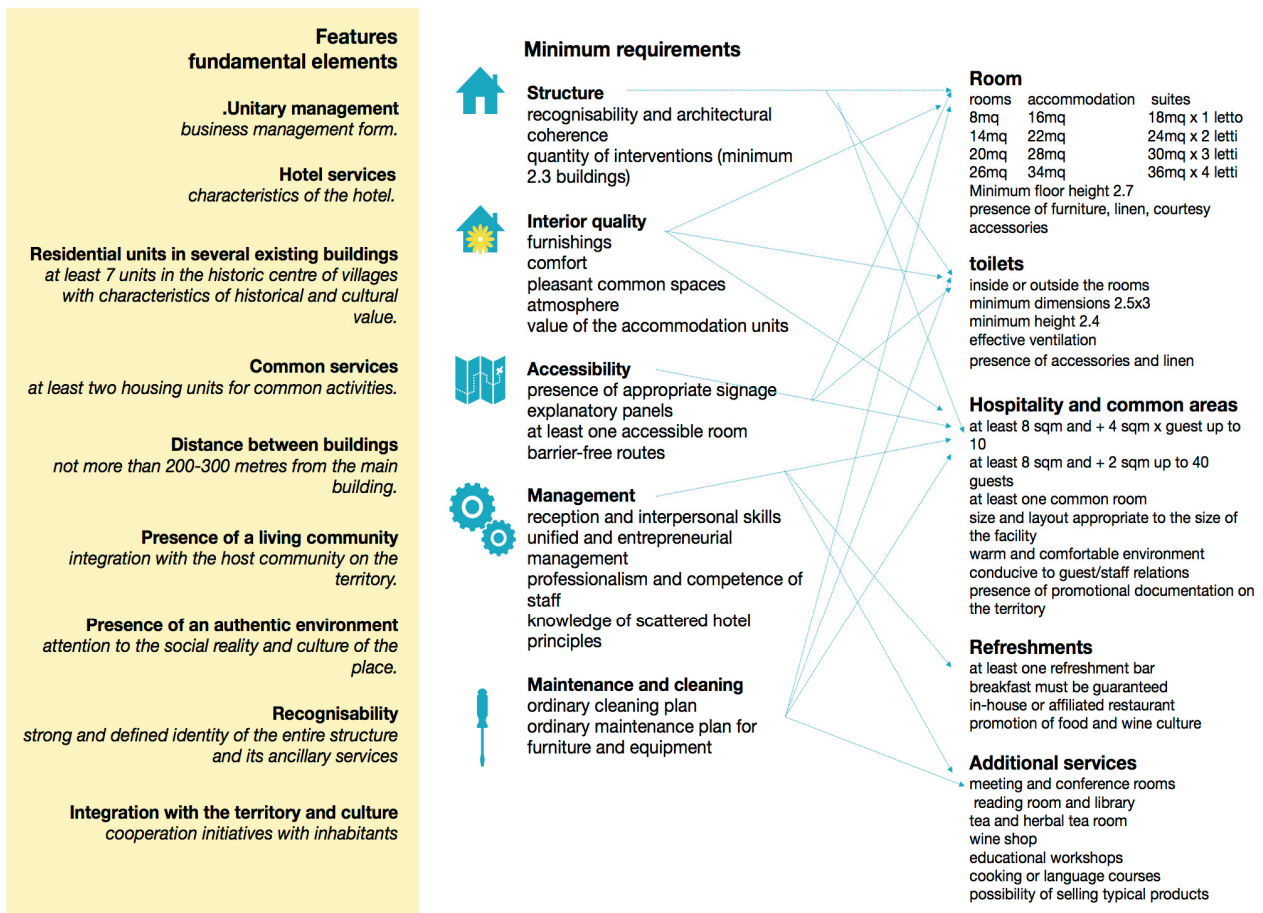 Features
fundamental elements
.Unitary management
business management form.
Hotel services
characteristics of the hotel.
Residential units in several existing buildings
at least 7 units in the historic centre of villages
with characteristics of historical and cultural
value.
Common services
at least two housing units for common activities.
Distance between buildings
not more than 200-300 metres from the main
building.
Presence of a living community
integration with the host community on the
territory.
Presence of an authentic environment
attention to the social reality and culture of the
place.
Recognisability
strong and defined identity of the entire structure
and its ancillary services
Integration with the territory and culture
cooperation initiatives with inhabitants
Minimum requirements
Structure
recognisability and architectural
coherence
quantity of interventions (minimum
2.3 buildings)
Interior quality
furnishings
comfort
pleasant common spaces
atmosphere
value of the accommodation units
Accessibility
presence of appropriate signage
explanatory panels
at least one accessible room
barrier-free routes
Management
reception and interpersonal skills
unified and entrepreneurial
management
professionalism and competence of
staff
knowledge of scattered hotel
principles
Maintenance and cleaning
ordinary cleaning plan
ordinary maintenance plan for
furniture and equipment
Room
rooms accommodation suites
8mq 16mq 18mq x 1 letto
14mq 22mq 24mq x 2 letti
20mq 28mq 30mq x 3 letti
26mq 34mq 36mq x 4 letti
Minimum floor height 2.7
presence of furniture, linen, courtesy
accessories
toilets
inside or outside the rooms
minimum dimensions 2.5x3
minimum height 2.4
effective ventilation
presence of accessories and linen
Hospitality and common areas
at least 8 sqm and + 4 sqm x guest up to
10
at least 8 sqm and + 2 sqm up to 40
guests
at least one common room
size and layout appropriate to the size of
the facility
warm and comfortable environment
conducive to guest/staff relations
presence of promotional documentation on
the territory
Refreshments
at least one refreshment bar
breakfast must be guaranteed
in-house or affiliated restaurant
promotion of food and wine culture
Additional services
meeting and conference rooms
reading room and library
tea and herbal tea room
wine shop
educational workshops
cooking or language courses
possibility of selling typical products